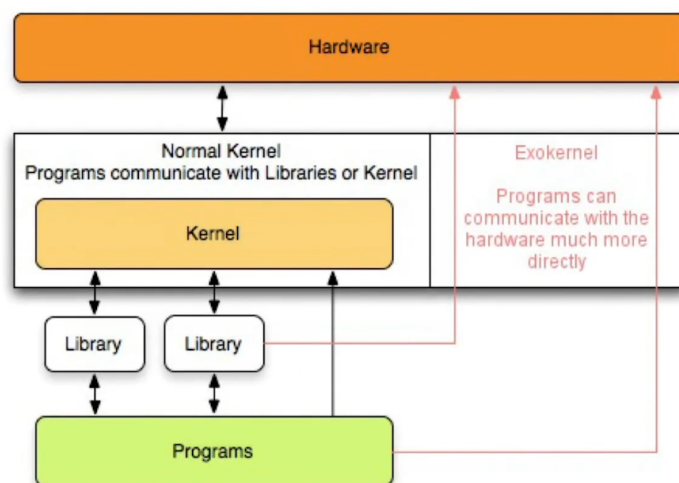 Hardware
Normal Kernel
Programs communicate with Libraries or Kernel
Kernel
Exokernel
Programs can
communicate with the
hardware much more
directly
Library
Library
Programs